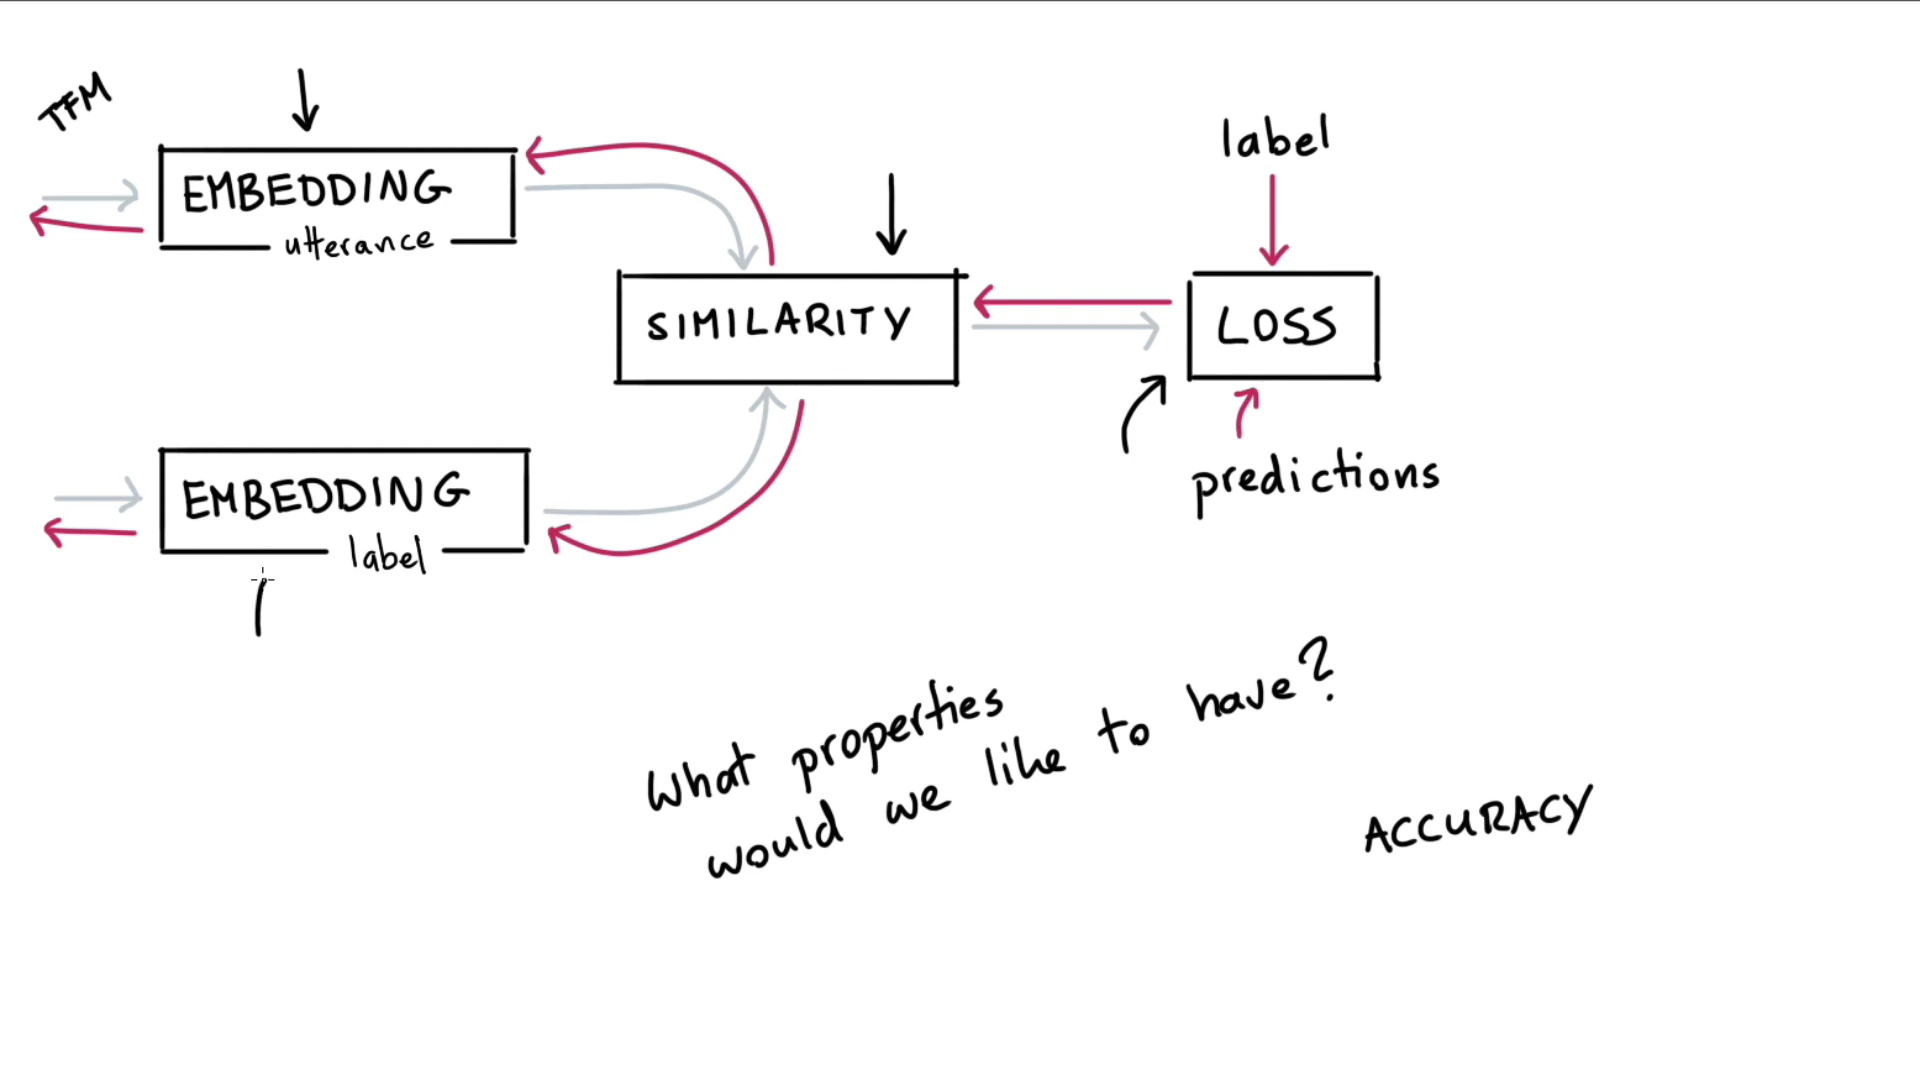 TFM
EMBEDDING
utterance
label
SIMILARITY
LOSS
predictions
EMBEDDING
label
What properties
would we like to have?
ACCURACY